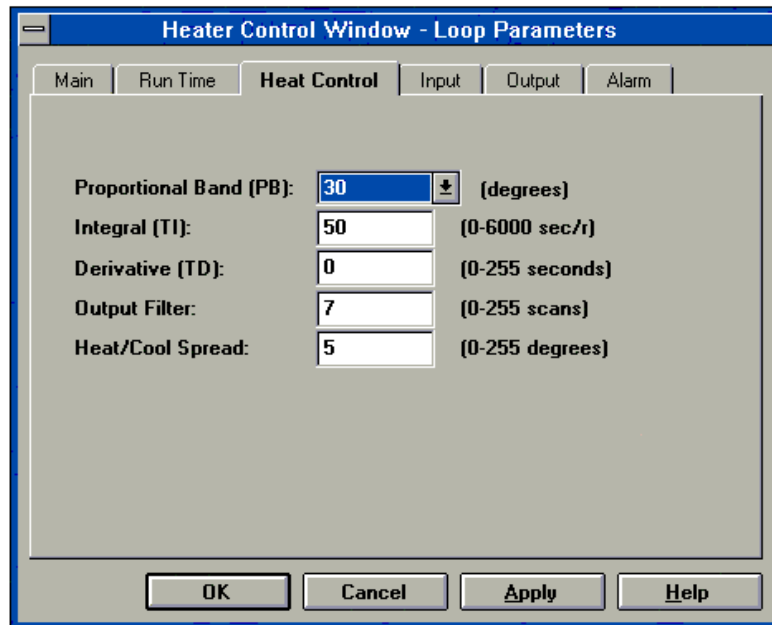 Heater Control Window - Loop Parameters
Main Run Time Heat Control Input Output Alarm
Proportional Band (PB): 30 (degrees)
Integral (TI): 50 (0-6000 sec/r)
Derivative (TD): 0 (0-255 seconds)
Output Filter: 7 (0-255 scans)
Heat/Cool Spread: 5 (0-255 degrees)
OK Cancel Apply Help